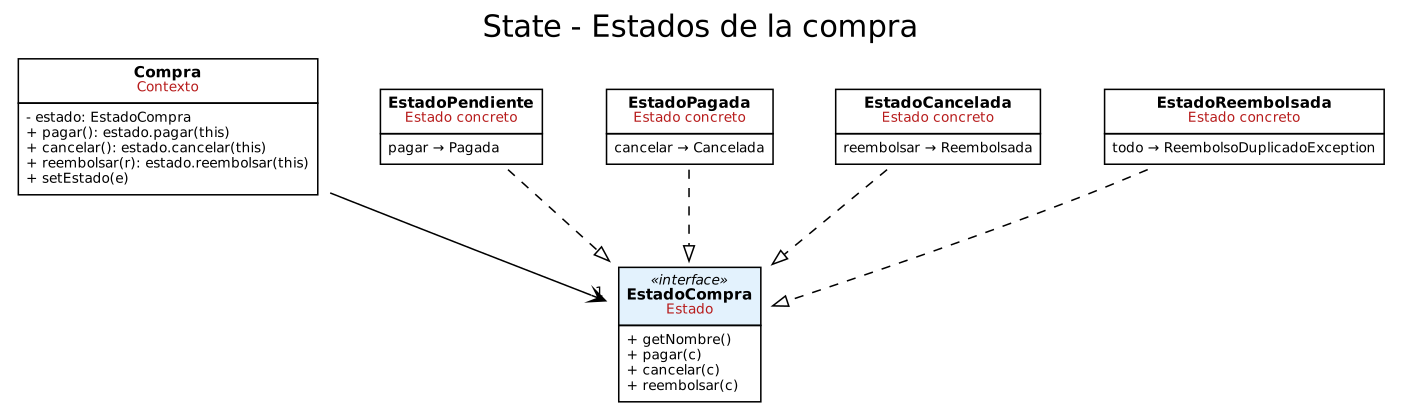 State - Estados de la compra
Compra
Contexto
- estado: EstadoCompra
+ pagar(): estado.pagar(this)
+ cancelar(): estado.cancelar(this)
+ reembolsar(r): estado.reembolsar(this)
+ setEstado(e)
EstadoPendiente
Estado concreto
pagar → Pagada
EstadoPagada
Estado concreto
cancelar → Cancelada
EstadoCancelada
Estado concreto
reembolsar → Reembolsada
EstadoReembolsada
Estado concreto
todo → ReembolsoDuplicadoException
1
«interface»
EstadoCompra
Estado
+ getNombre()
+ pagar(c)
+ cancelar(c)
+ reembolsar(c)